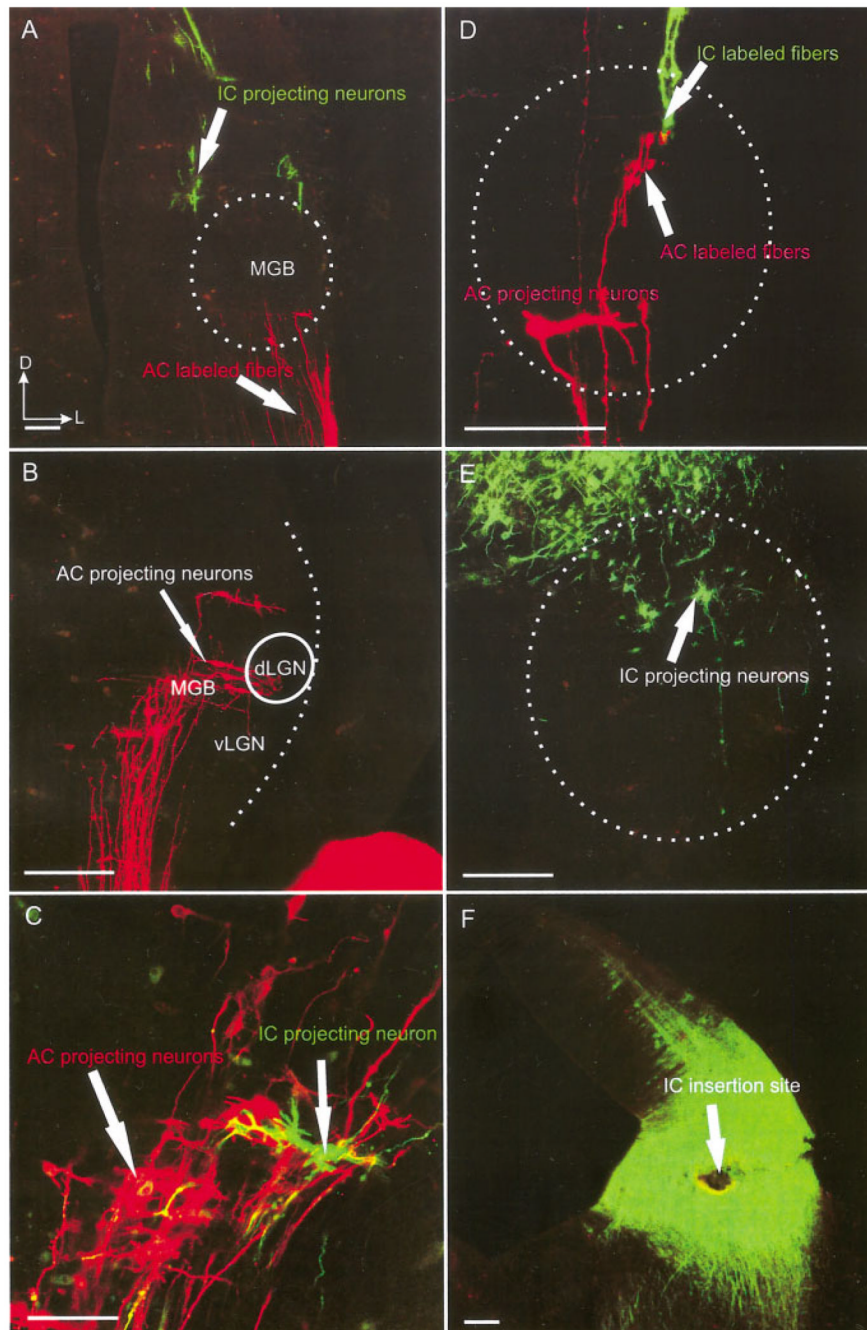 A
IC projecting neurons
MGB
AC labeled fibers
D
L
B
AC projecting neurons
dLGN
MGB
vLGN
C
IC projecting neuron
AC projecting neurons
D
IC labeled fibers
AC labeled fibers
AC projecting neurons
E
IC projecting neurons
F
IC insertion site